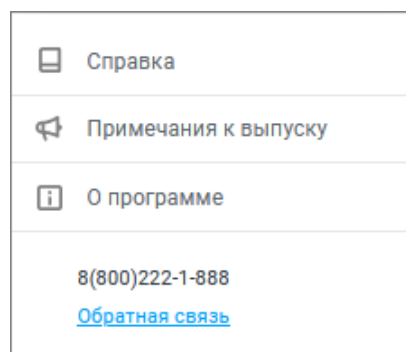 Справка
Примечания к выпуску
О программе
8(800)222-1-888
Обратная связь